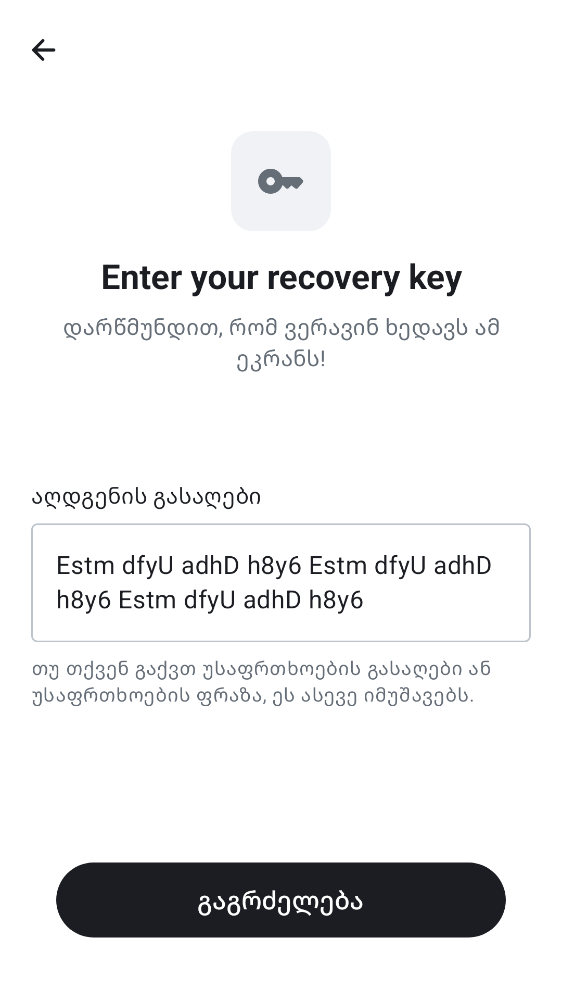 Enter your recovery key
დარწმუნდით, რომ ვერავინ ხედავს ამ
ეკრანს!
აღდგენის გასაღები
Estm dfyU adhD h8y6 Estm dfyU adhD
h8y6 Estm dfyU adhD h8y6
თუ თქვენ გაქვთ უსაფრთხოების გასაღები ან
უსაფრთხოების ფრაზა, ეს ასევე იმუშავებს.
გაგრძელება